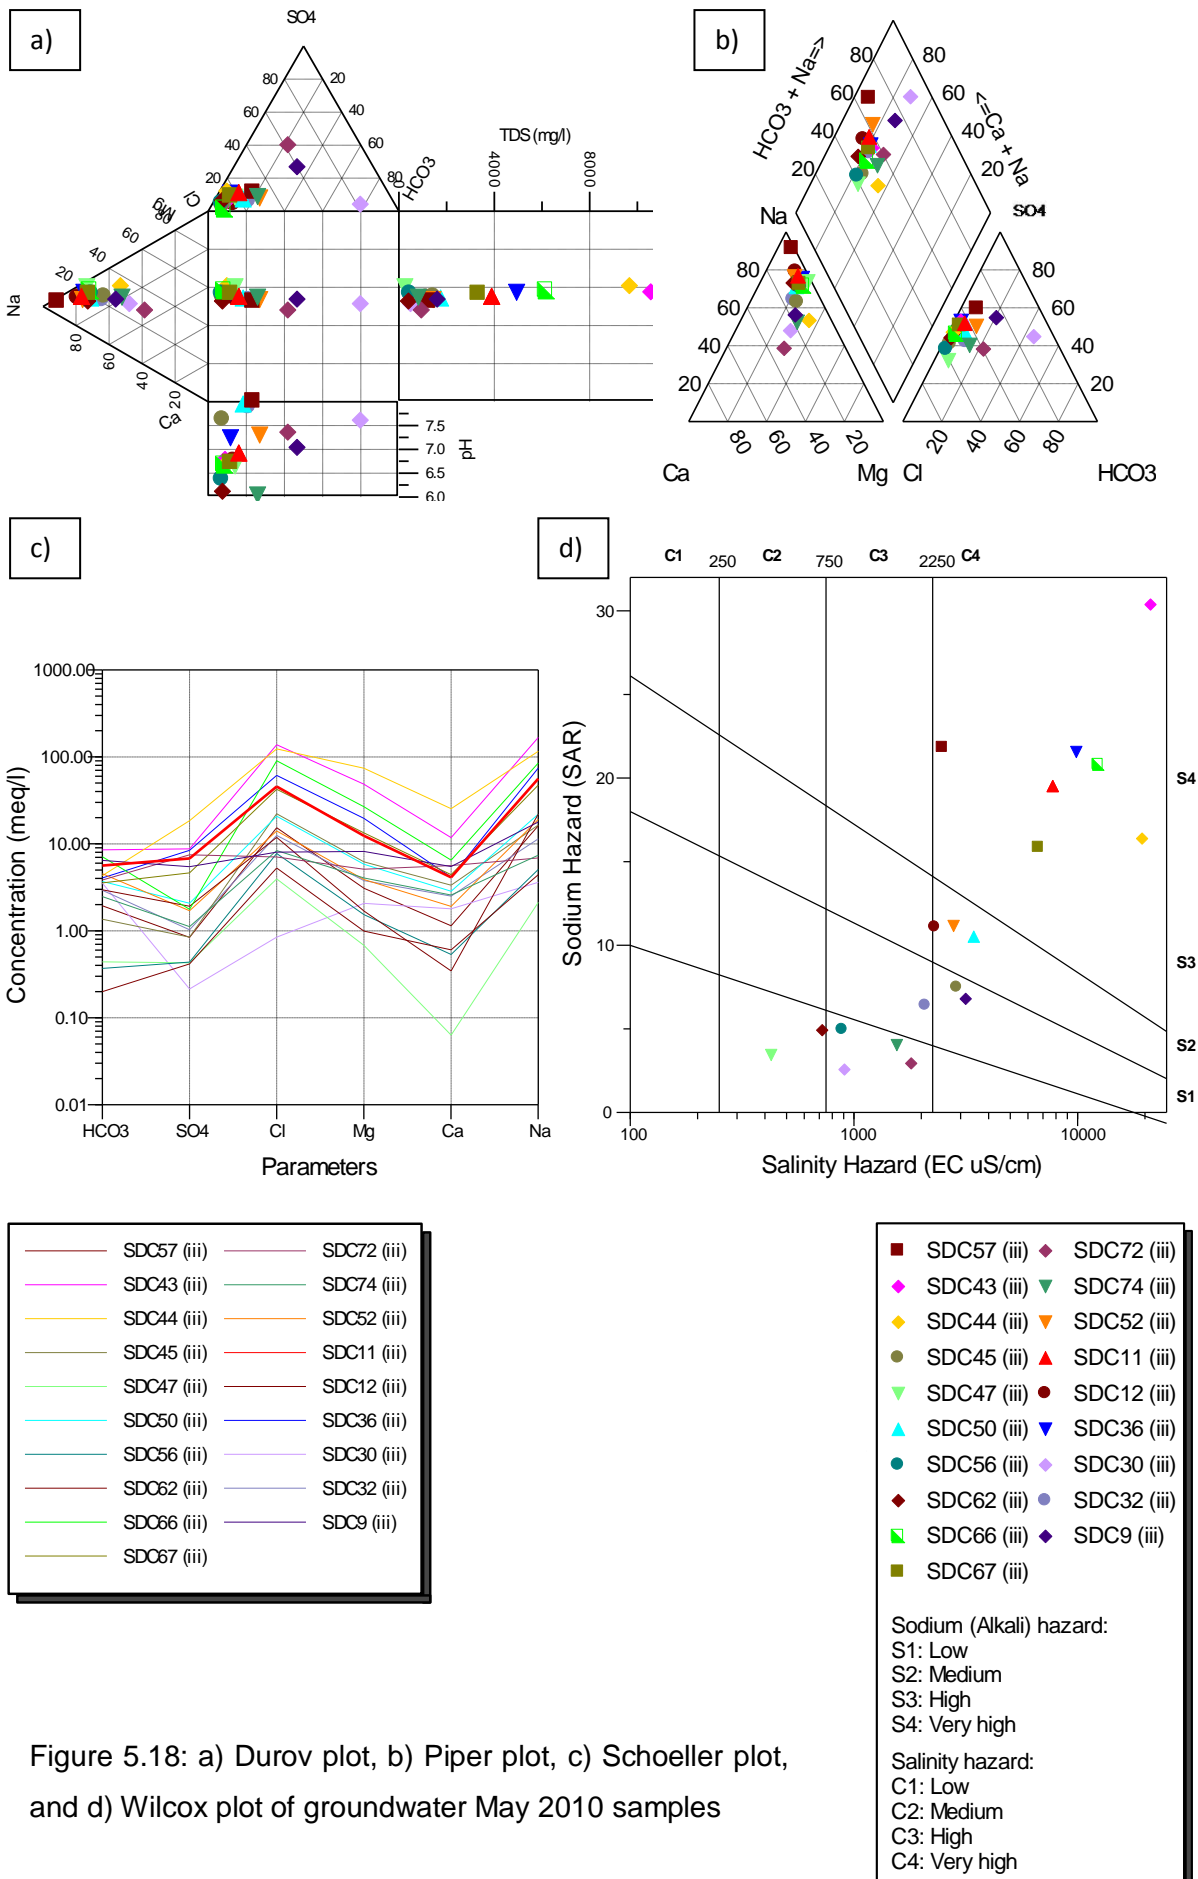 a)
SO4
80 20
60 40
40 60
20 80
Cl
HCO3
TDS (mg/l)
4000 8000
Mg
80
60
40
20
Na
80
60
40
20
Ca
7.5
7.0
6.5
6.0
pH
b)
80 80
60 60
40 40
20 20
HCO3 + Na=>
<=Ca + Na
Na
SO4
80 80
60 60
40 40
20 20
80 60 40 20
20 40 60 80
Ca Mg Cl HCO3
c)
1000.00
100.00
10.00
1.00
0.10
0.01
Concentration (meq/l)
HCO3 SO4 Cl Mg Ca Na
Parameters
d)
C1 250 C2 750 C3 2250 C4
30
20
10
0
Sodium Hazard (SAR)
S4
S3
S2
S1
100 1000 10000
Salinity Hazard (EC uS/cm)
SDC57 (iii) SDC72 (iii)
SDC43 (iii) SDC74 (iii)
SDC44 (iii) SDC52 (iii)
SDC45 (iii) SDC11 (iii)
SDC47 (iii) SDC12 (iii)
SDC50 (iii) SDC36 (iii)
SDC56 (iii) SDC30 (iii)
SDC62 (iii) SDC32 (iii)
SDC66 (iii) SDC9 (iii)
SDC67 (iii)
SDC57 (iii) SDC72 (iii)
SDC43 (iii) SDC74 (iii)
SDC44 (iii) SDC52 (iii)
SDC45 (iii) SDC11 (iii)
SDC47 (iii) SDC12 (iii)
SDC50 (iii) SDC36 (iii)
SDC56 (iii) SDC30 (iii)
SDC62 (iii) SDC32 (iii)
SDC66 (iii) SDC9 (iii)
SDC67 (iii)
Sodium (Alkali) hazard:
S1: Low
S2: Medium
S3: High
S4: Very high
Salinity hazard:
C1: Low
C2: Medium
C3: High
C4: Very high
Figure 5.18: a) Durov plot, b) Piper plot, c) Schoeller plot,
and d) Wilcox plot of groundwater May 2010 samples